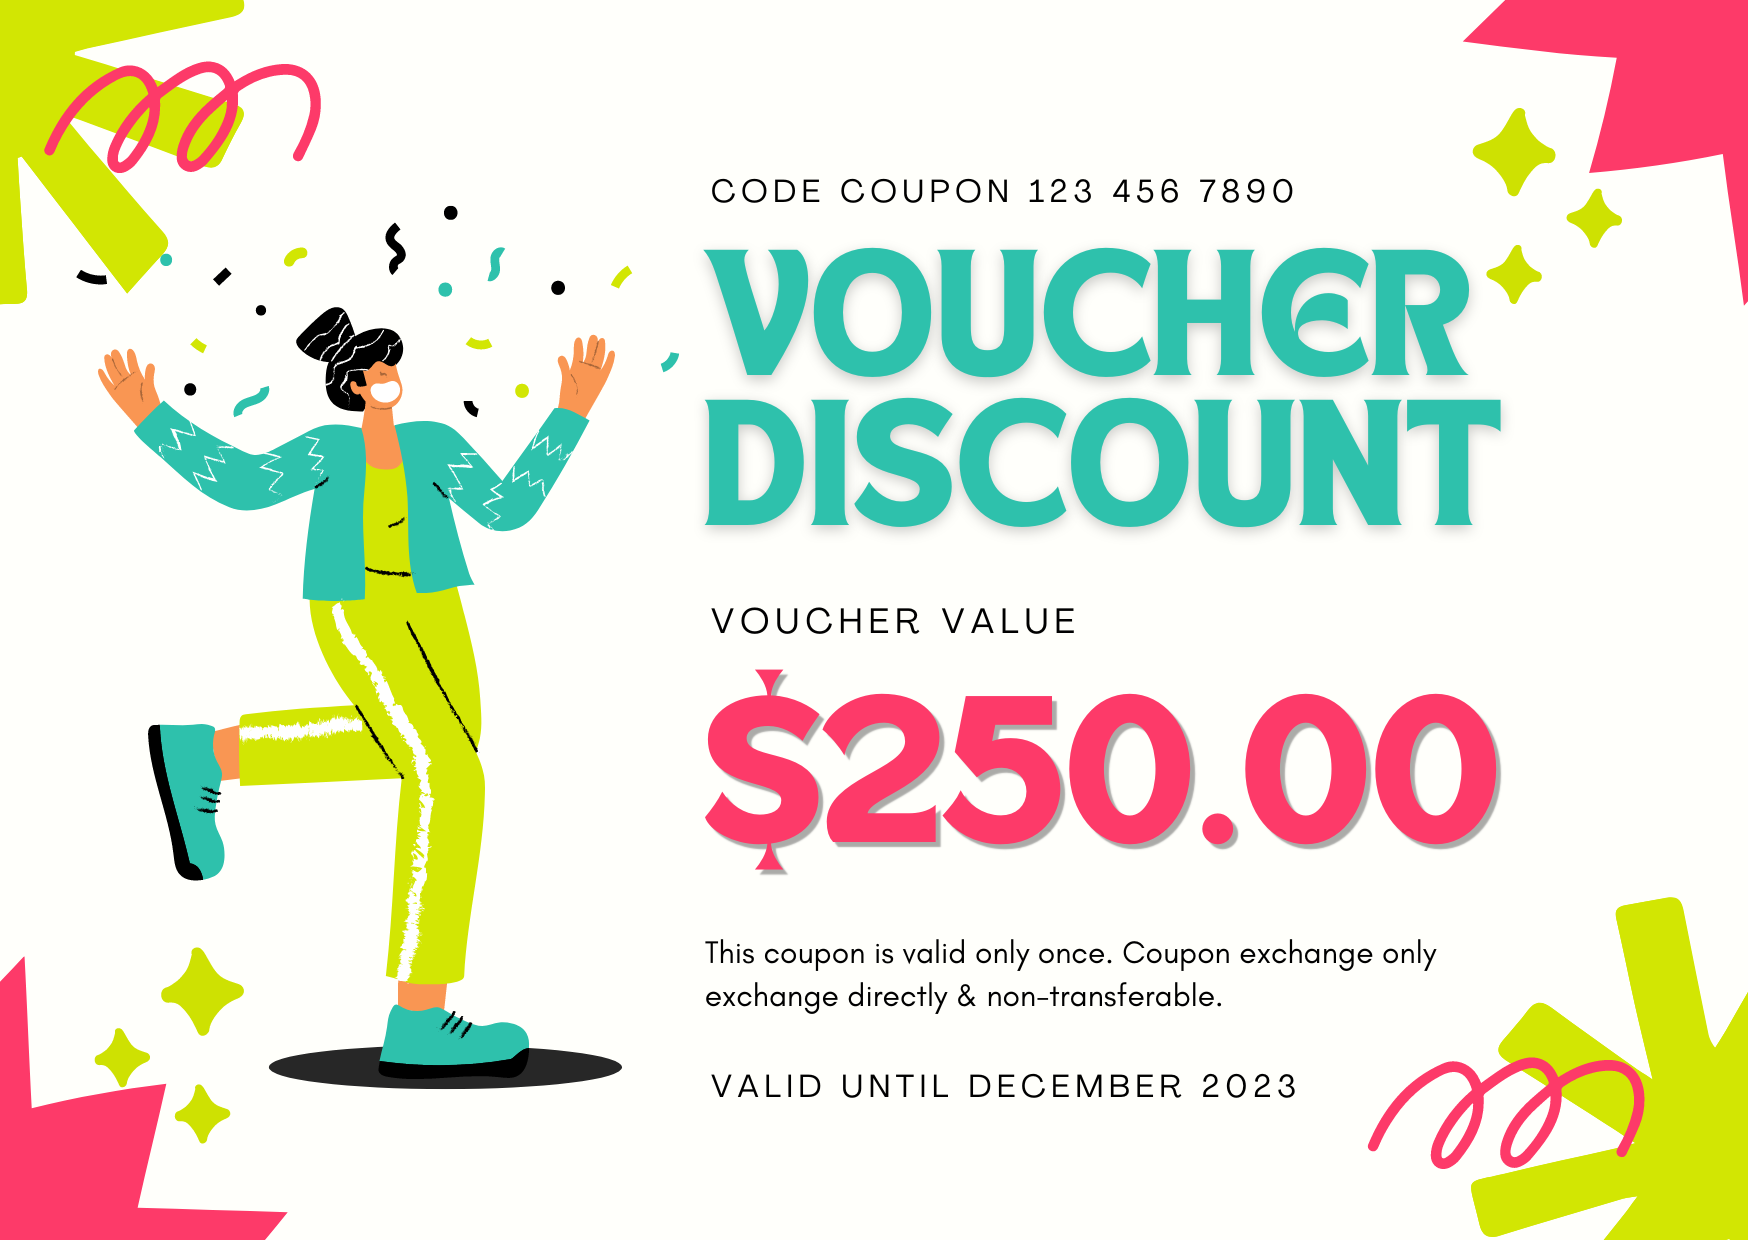 CODE COUPON 123 456 7890
VOUCHER
DISCOUNT
VOUCHER VALUE
$250.00
This coupon is valid only once. Coupon exchange only
exchange directly & non-transferable.
VALID UNTIL DECEMBER 2023